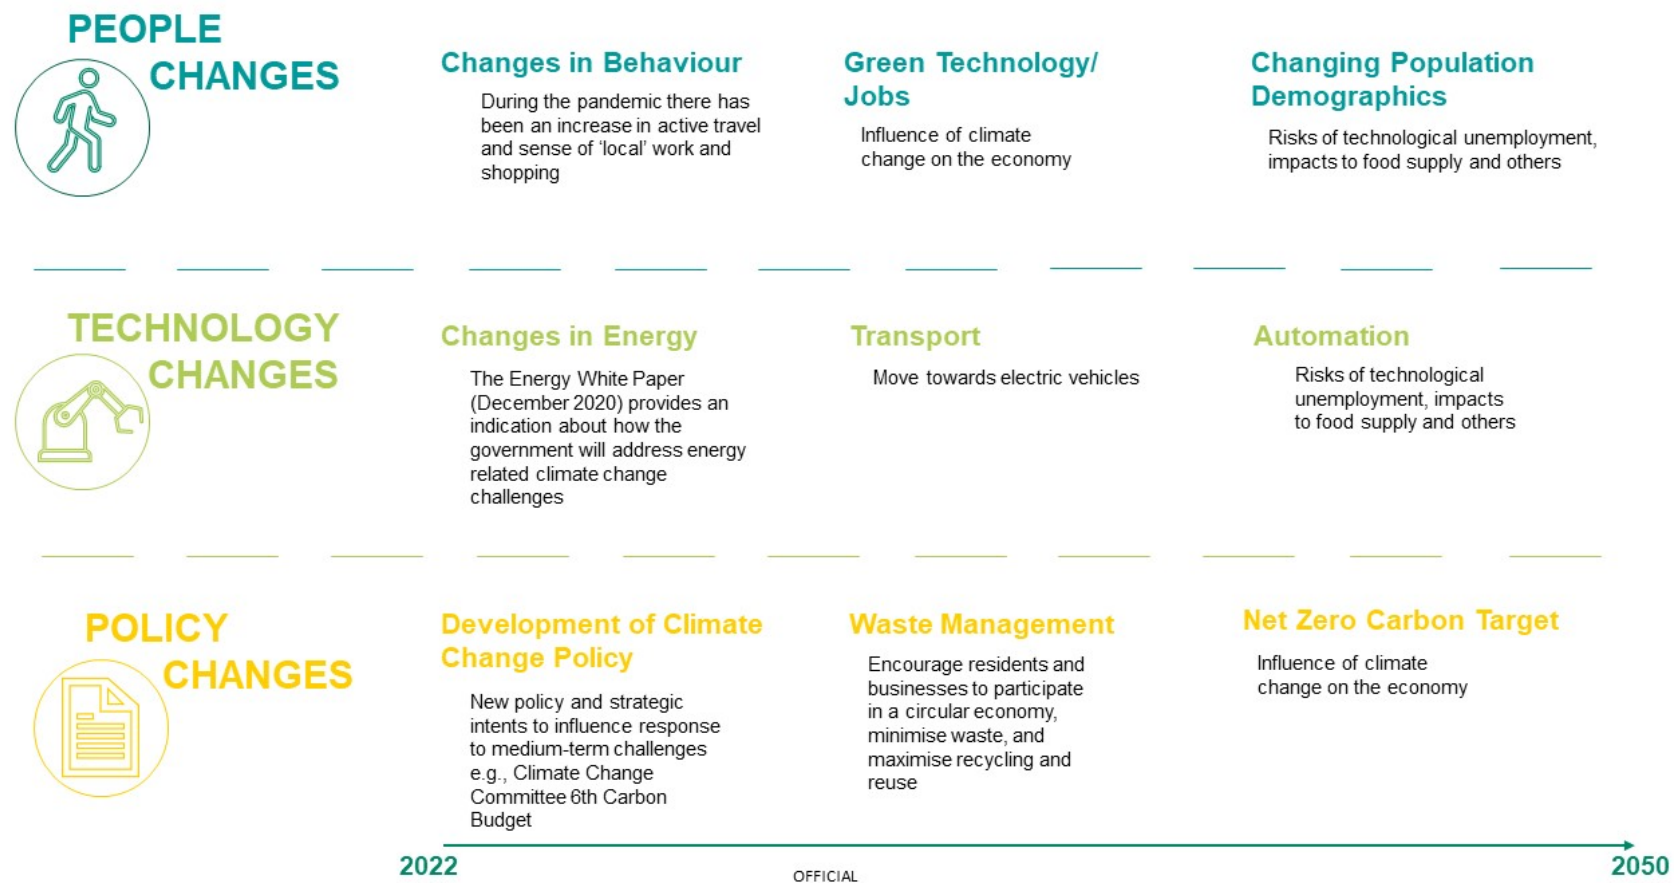 PEOPLE
CHANGES
Changes in Behaviour
During the pandemic there has
been an increase in active travel
and sense of ‘local’ work and
shopping
Green Technology/
Jobs
Influence of climate
change on the economy
Changing Population
Demographics
Risks of technological unemployment,
impacts to food supply and others
TECHNOLOGY
CHANGES
Changes in Energy
The Energy White Paper
(December 2020) provides an
indication about how the
government will address energy
related climate change
challenges
Transport
Move towards electric vehicles
Automation
Risks of technological
unemployment, impacts
to food supply and others
POLICY
CHANGES
Development of Climate
Change Policy
New policy and strategic
intents to influence response
to medium-term challenges
e.g., Climate Change
Committee 6th Carbon
Budget
Waste Management
Encourage residents and
businesses to participate
in a circular economy,
minimise waste, and
maximise recycling and
reuse
Net Zero Carbon Target
Influence of climate
change on the economy
2022
2050
OFFICIAL